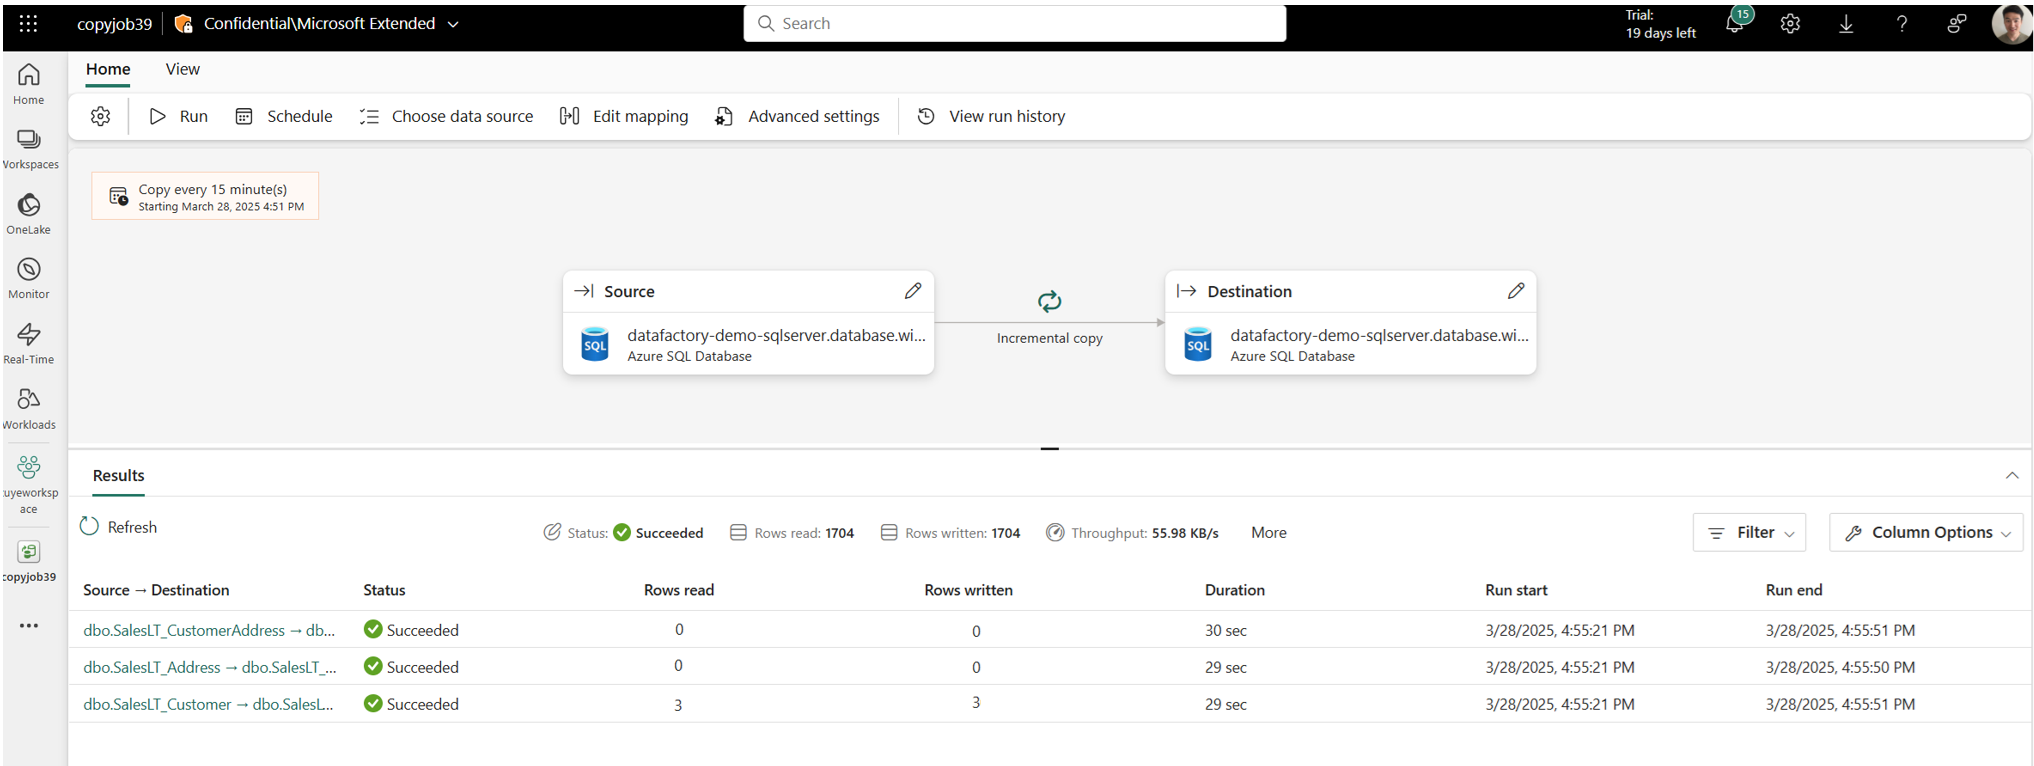 copyjob39
Confidential\Microsoft Extended
Search
Trial:
19 days left
15
Home
View
Run
Schedule
Choose data source
Edit mapping
Advanced settings
View run history
Home
Workspaces
OneLake
Monitor
Real-Time
Workloads
cuyeworksp
ace
copyjob39
Copy every 15 minute(s)
Starting March 28, 2025 4:51 PM
Source
SQL
datafactory-demo-sqlserver.database.wi...
Azure SQL Database
Incremental copy
Destination
SQL
datafactory-demo-sqlserver.database.wi...
Azure SQL Database
Results
Refresh
Status: Succeeded
Rows read: 1704
Rows written: 1704
Throughput: 55.98 KB/s
More
Filter
Column Options
Source → Destination Status Rows read Rows written Duration Run start Run end
dbo.SalesLT_CustomerAddress → db... Succeeded 0 0 30 sec 3/28/2025, 4:55:21 PM 3/28/2025, 4:55:51 PM
dbo.SalesLT_Address → dbo.SalesLT_... Succeeded 0 0 29 sec 3/28/2025, 4:55:21 PM 3/28/2025, 4:55:50 PM
dbo.SalesLT_Customer → dbo.SalesL... Succeeded 3 3 29 sec 3/28/2025, 4:55:21 PM 3/28/2025, 4:55:51 PM